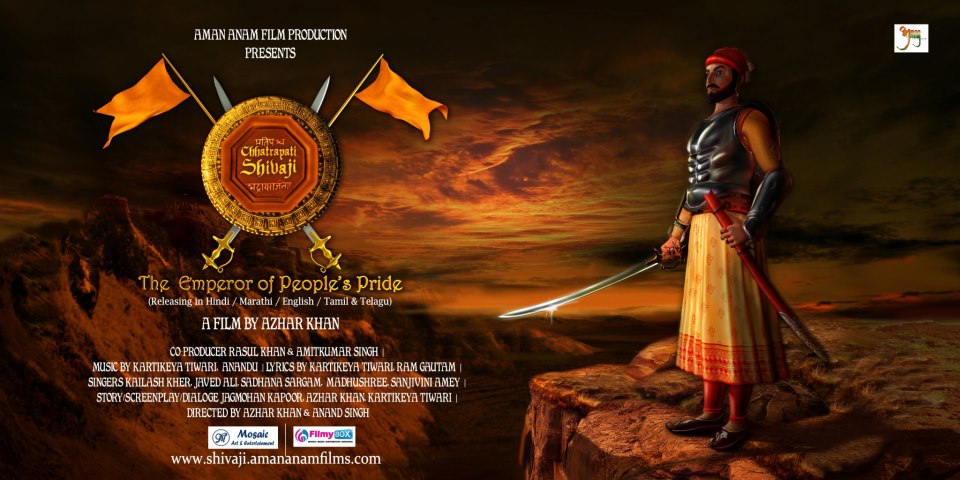 AMAN ANAM FILM PRODUCTION
PRESENTS
Chhatrapati
Shivaji
The Emperor of People's Pride
(Releasing in Hindi / Marathi / English / Tamil & Telagu)
A FILM BY AZHAR KHAN
CO PRODUCER RASUL KHAN & AMITKUMAR SINGH |
MUSIC BY KARTIKEYA TIWARI, ANANDU | LYRICS BY KARTIKEYA TIWARI, RAM GAUTAM |
SINGERS KAILASH KHER, JAVED ALI, SADHANA SARGAM, MADHUSHREE, SANJIVINI AMEY |
STORY/SCREENPLAY/DIALOGE JAGMOHAN KAPOOR, AZHAR KHAN, KARTIKEYA TIWARI |
DIRECTED BY AZHAR KHAN & ANAND SINGH
Mosaic
Art & Entertainment
Filmy BOX
www.shivaji.amananamfilms.com